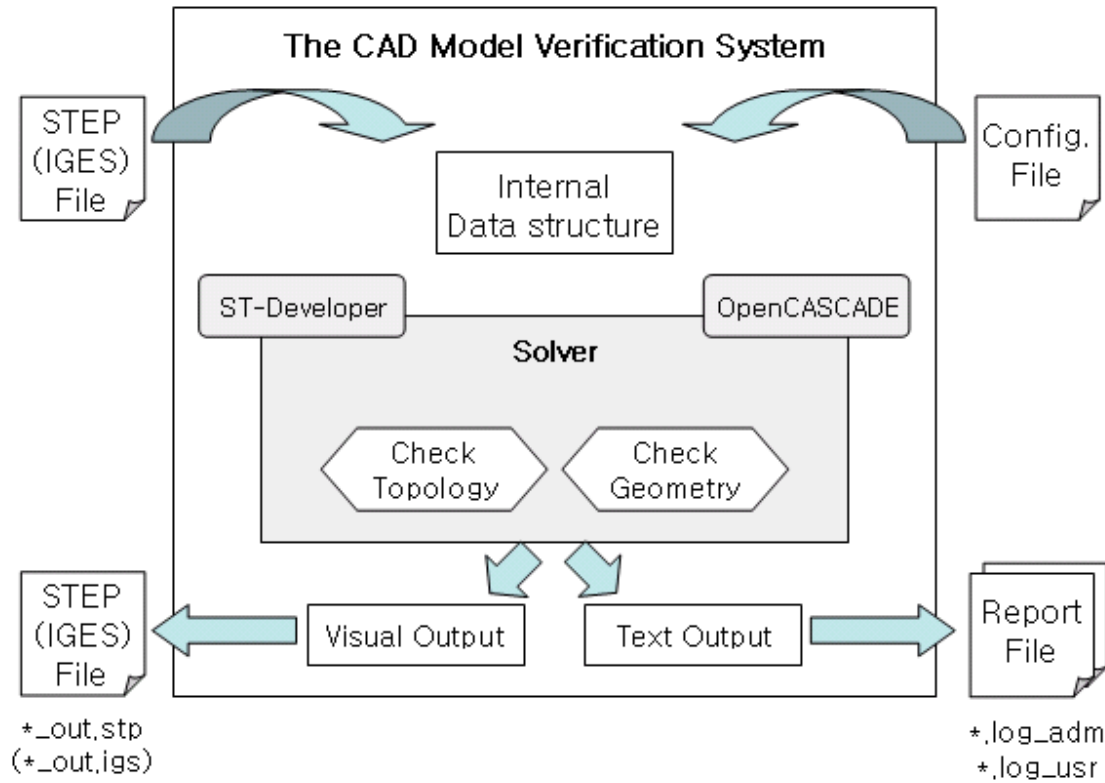 The CAD Model Verification System
STEP
(IGES)
File
Config.
File
Internal
Data structure
ST-Developer
OpenCASCADE
Solver
Check
Topology
Check
Geometry
STEP
(IGES)
File
Visual Output
Text Output
Report
File
*_out,stp
(*_out,igs)
*,log_adm
*,log_usr